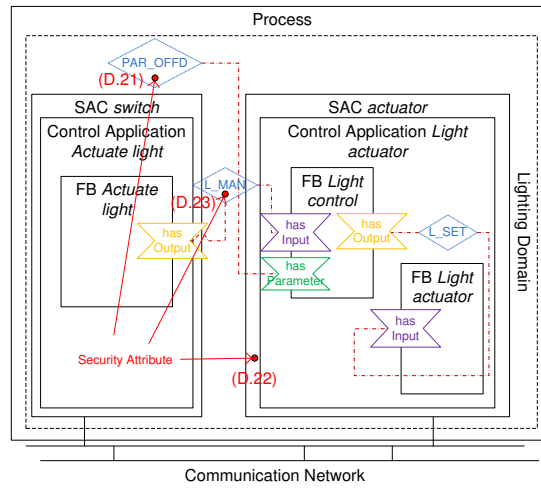 Process
PAR_OFFD
(D.21)
SAC switch
SAC actuator
Control Application
Actuate light
Control Application Light
actuator
FB Actuate
light
L_MAN
(D.23)
FB Light
control
has
Output
has
Input
has
Output
L_SET
has
Parameter
FB Light
actuator
has
Input
Security Attribute
(D.22)
Lighting Domain
Communication Network